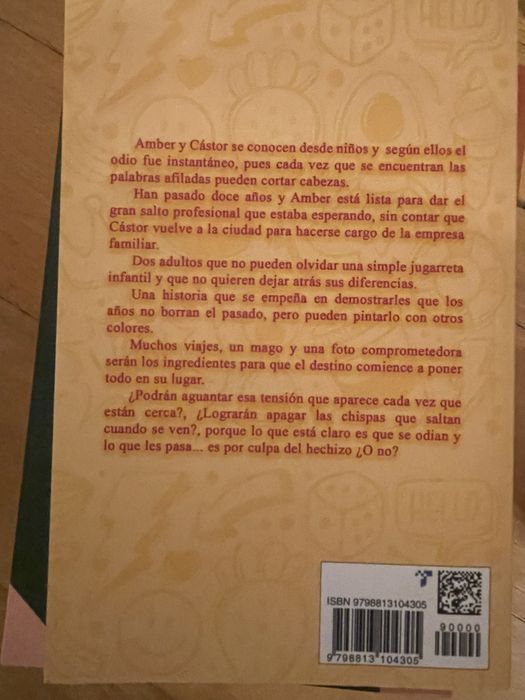 HELLO
Amber y Cástor se conocen desde niños y según ellos el
odio fue instantáneo, pues cada vez que se encuentran las
palabras afiladas pueden cortar cabezas.
Han pasado doce años y Amber está lista para dar el
gran salto profesional que estaba esperando, sin contar que
Cástor vuelve a la ciudad para hacerse cargo de la empresa
familiar.
Dos adultos que no pueden olvidar una simple jugarreta
infantil y que no quieren dejar atrás sus diferencias.
Una historia que se empeña en demostrarles que los
años no borran el pasado, pero pueden pintarlo con otros
colores.
Muchos viajes, un mago y una foto comprometedora
serán los ingredientes para que el destino comience a poner
todo en su lugar.
¿Podrán aguantar esa tensión que aparece cada vez que
están cerca?, ¿Lograrán apagar las chispas que saltan
cuando se ven?, porque lo que está claro es que se odian y
lo que les pasa... es por culpa del hechizo ¿O no?
HELLO
ISBN 9798813104305
90000
9 798813 104305